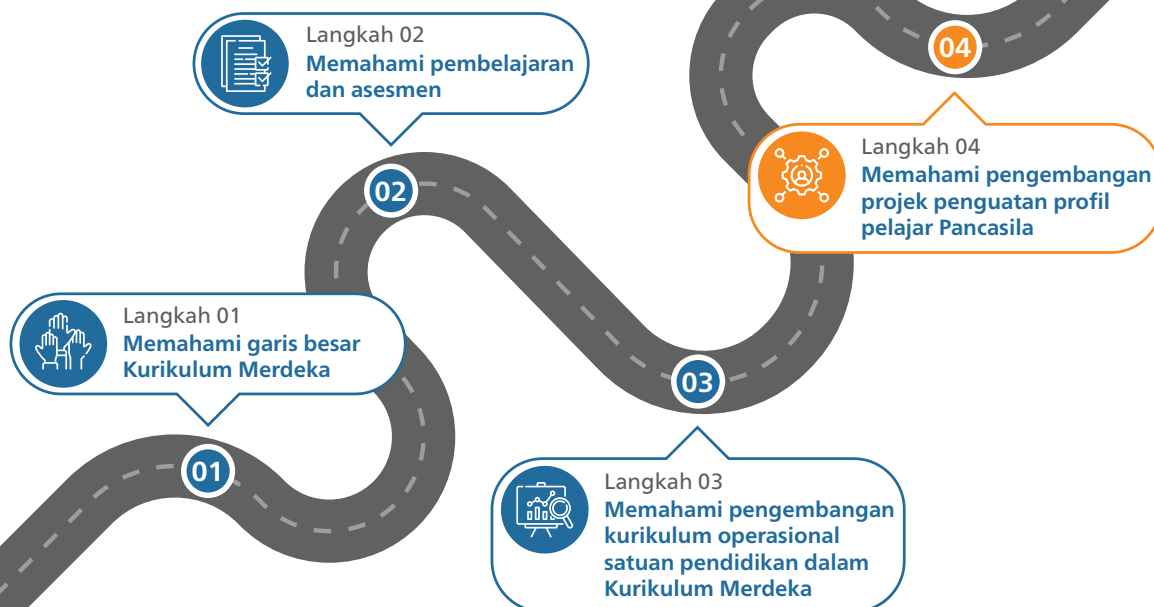 Langkah 02
Memahami pembelajaran
dan asesmen
04
Langkah 04
Memahami pengembangan
projek penguatan profil
pelajar Pancasila
02
Langkah 01
Memahami garis besar
Kurikulum Merdeka
03
01
Langkah 03
Memahami pengembangan
kurikulum operasional
satuan pendidikan dalam
Kurikulum Merdeka